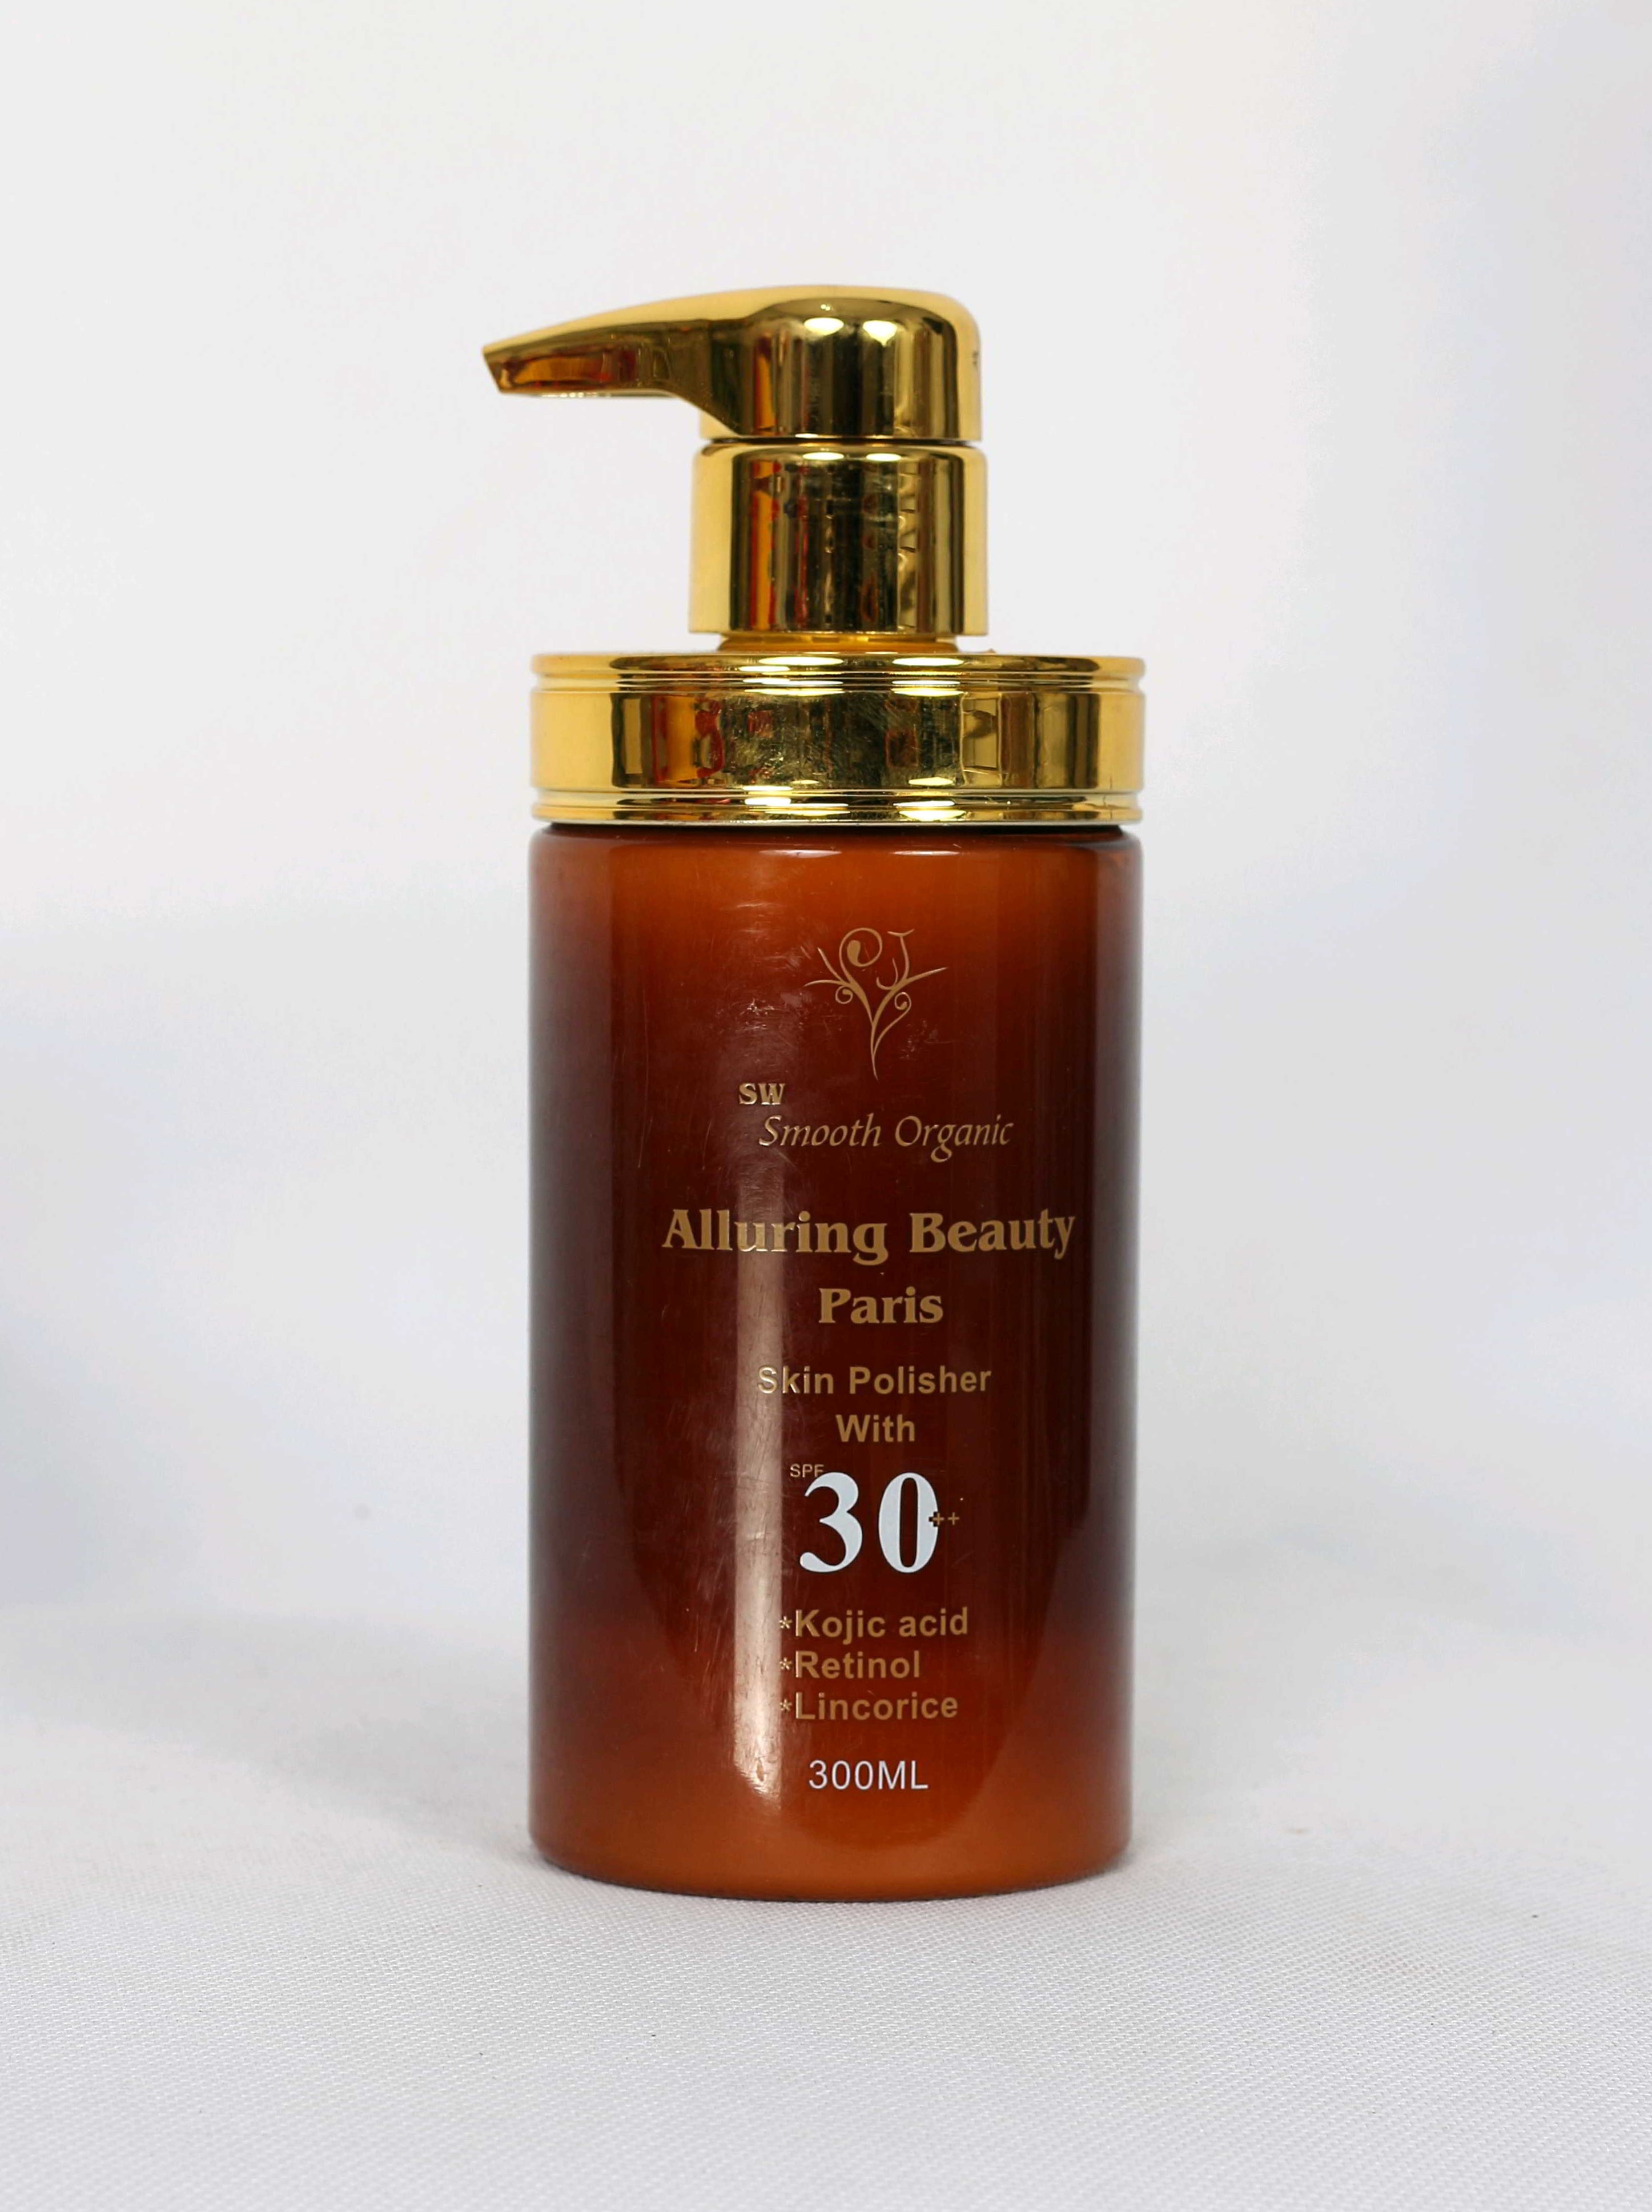 SW
Smooth Organic
Alluring Beauty
Paris
Skin Polisher
With
SPF
30++
*Kojic acid
*Retinol
*Lincorice
300ML